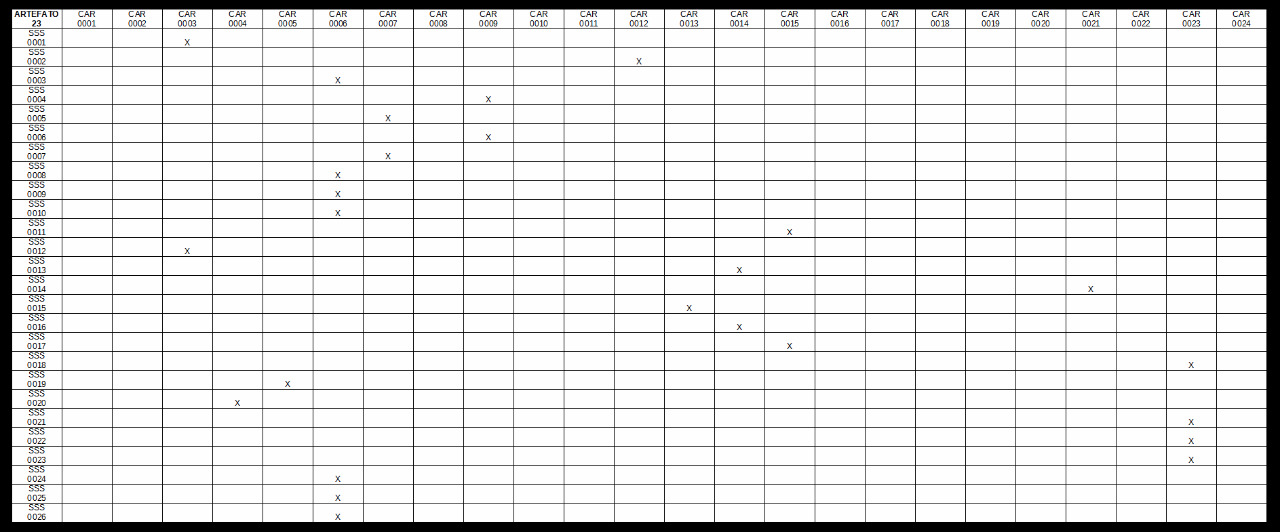 ARTEFATO CAR CAR CAR CAR CAR CAR CAR CAR CAR CAR CAR CAR CAR CAR CAR CAR CAR CAR CAR CAR CAR CAR CAR CAR
23 0001 0002 0003 0004 0005 0006 0007 0008 0009 0010 0011 0012 0013 0014 0015 0016 0017 0018 0019 0020 0021 0022 0023 0024
SSS
0001 X
SSS
0002 X
SSS
0003 X
SSS
0004 X
SSS
0005 X
SSS
0006 X
SSS
0007 X
SSS
0008 X
SSS
0009 X
SSS
0010 X
SSS
0011 X
SSS
0012 X
SSS
0013 X
SSS
0014 X
SSS
0015 X
SSS
0016 X
SSS
0017 X
SSS
0018 X
SSS
0019 X
SSS
0020 X
SSS
0021 X
SSS
0022 X
SSS
0023 X
SSS
0024 X
SSS
0025 X
SSS
0026 X